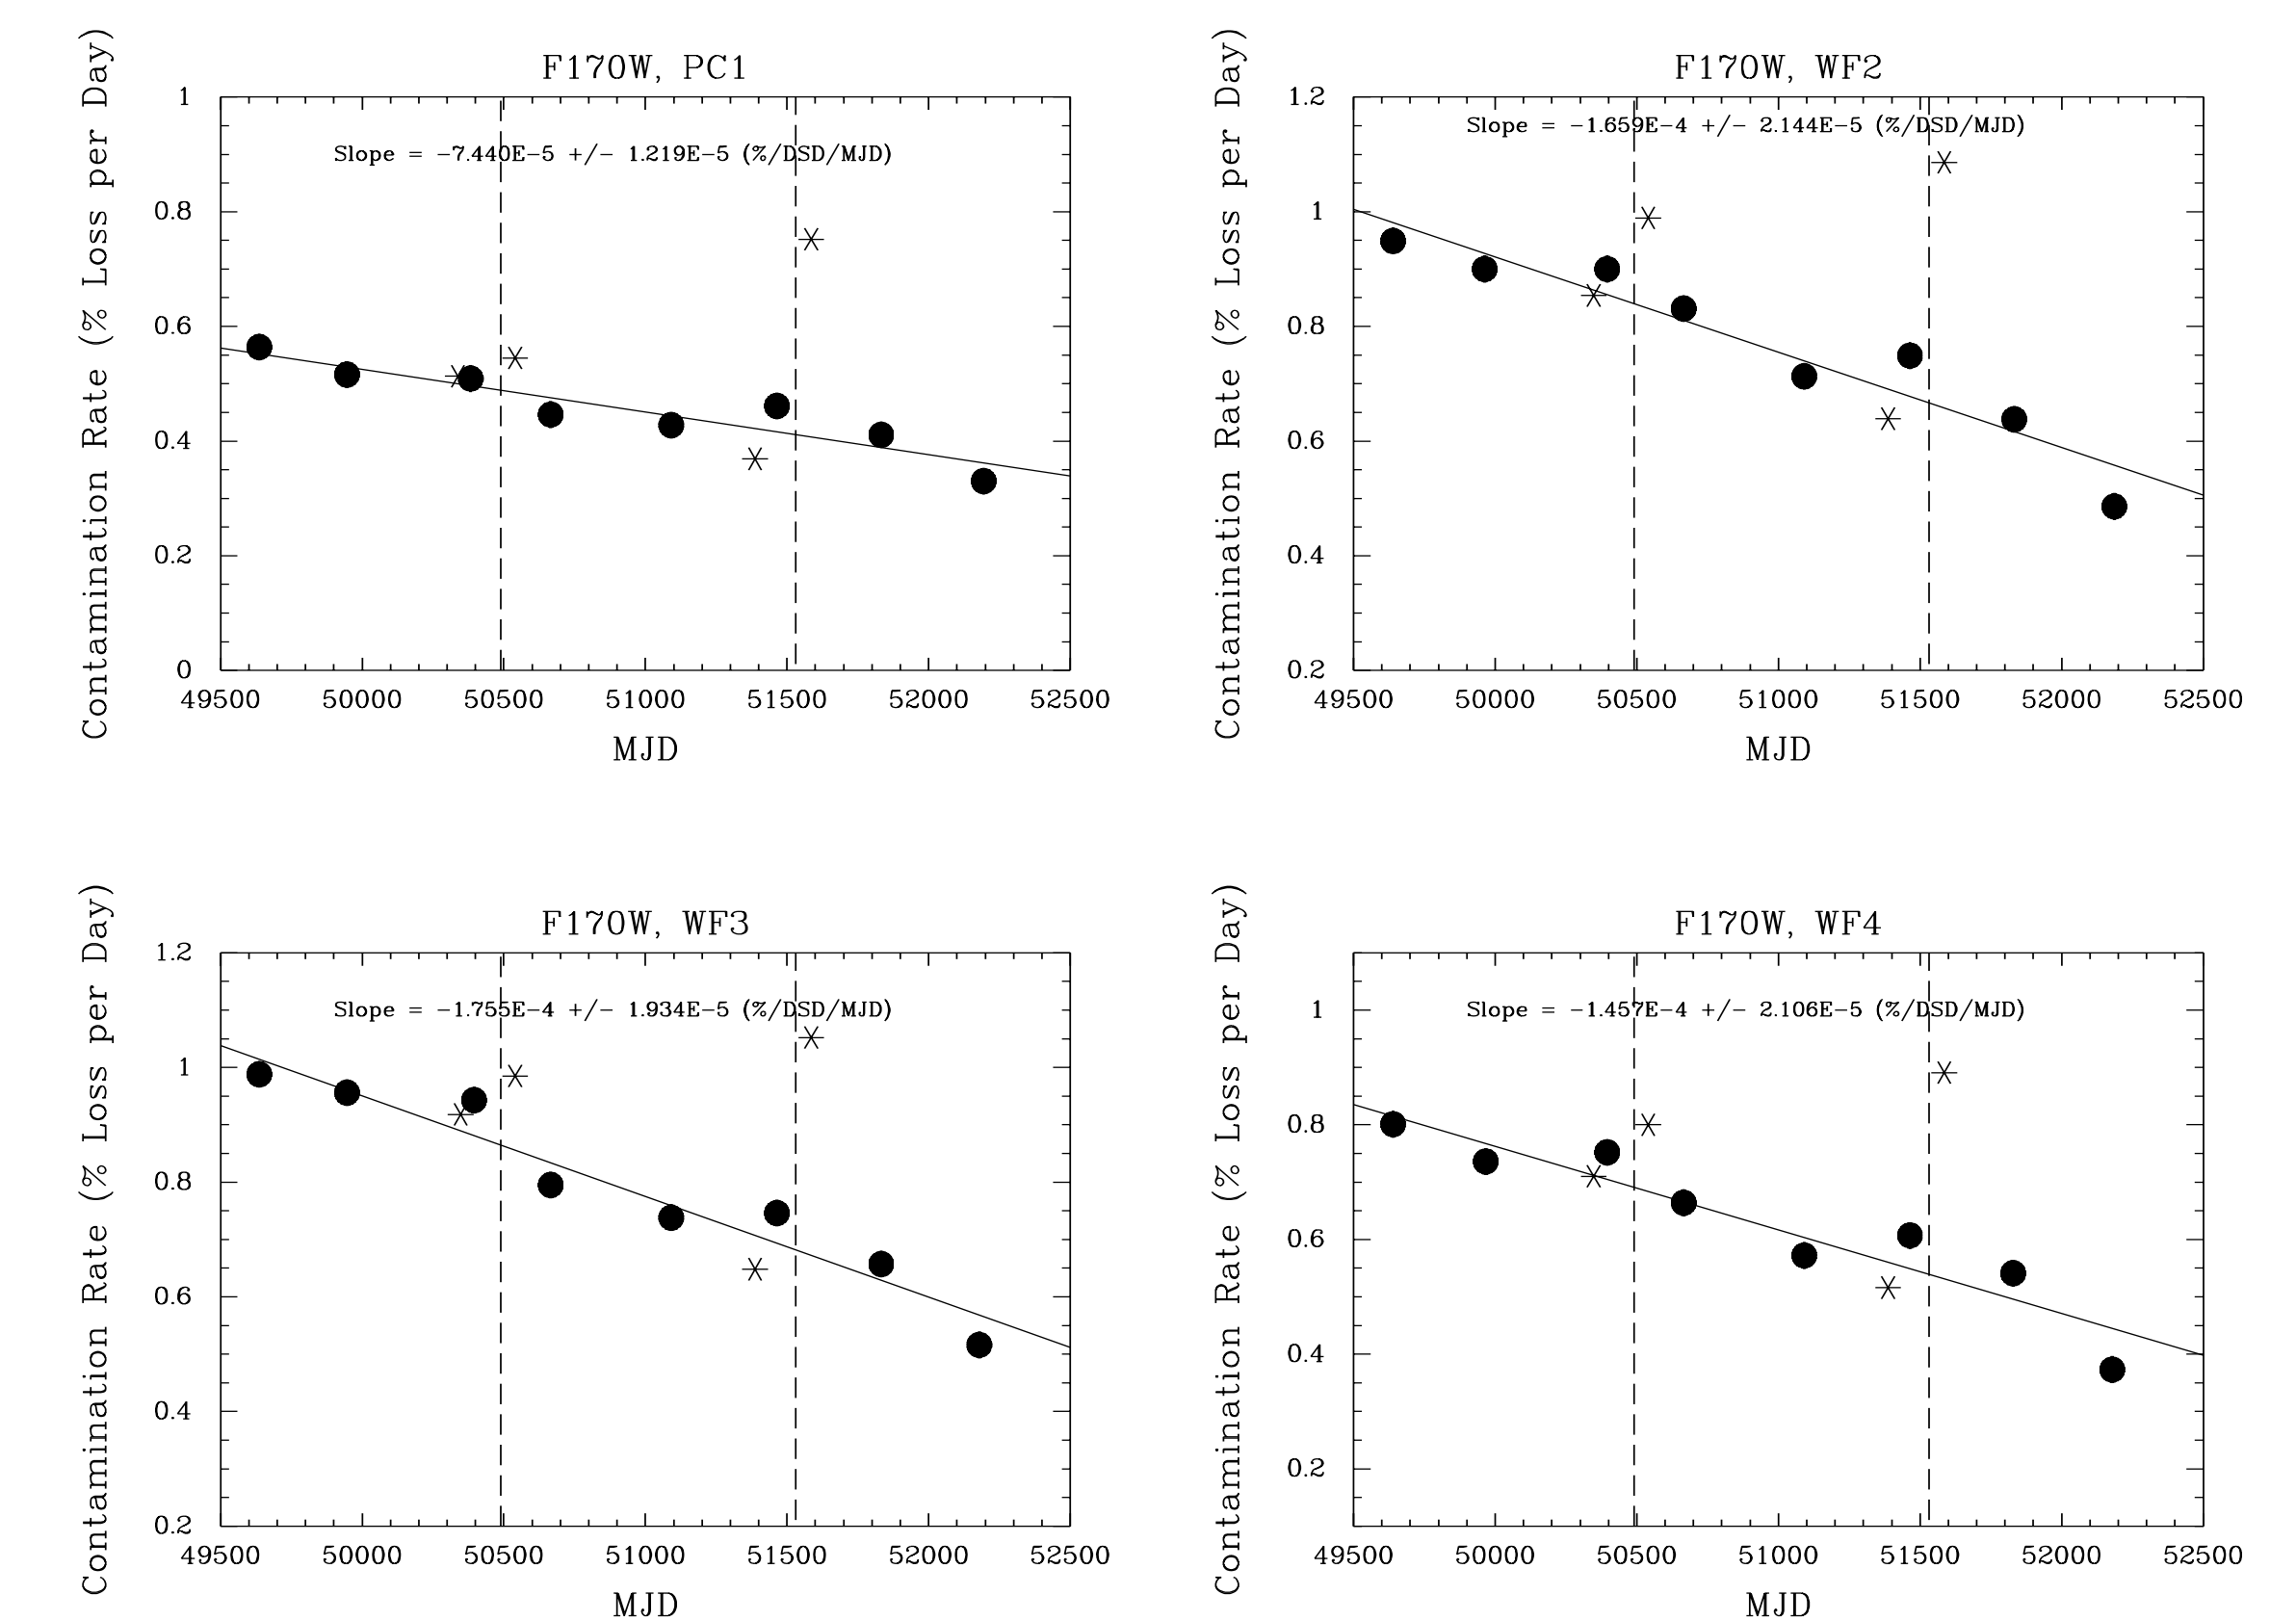 F170W, PC1
Contamination Rate (% Loss per Day)
1
0.8
0.6
0.4
0.2
0
Slope = -7.440E-5 +/- 1.219E-5 (%/DSD/MJD)
49500 50000 50500 51000 51500 52000 52500
MJD
F170W, WF2
Contamination Rate (% Loss per Day)
1.2
1
0.8
0.6
0.4
0.2
Slope = -1.659E-4 +/- 2.144E-5 (%/DSD/MJD)
49500 50000 50500 51000 51500 52000 52500
MJD
F170W, WF3
Contamination Rate (% Loss per Day)
1.2
1
0.8
0.6
0.4
0.2
Slope = -1.755E-4 +/- 1.934E-5 (%/DSD/MJD)
49500 50000 50500 51000 51500 52000 52500
MJD
F170W, WF4
Contamination Rate (% Loss per Day)
1
0.8
0.6
0.4
0.2
Slope = -1.457E-4 +/- 2.106E-5 (%/DSD/MJD)
49500 50000 50500 51000 51500 52000 52500
MJD